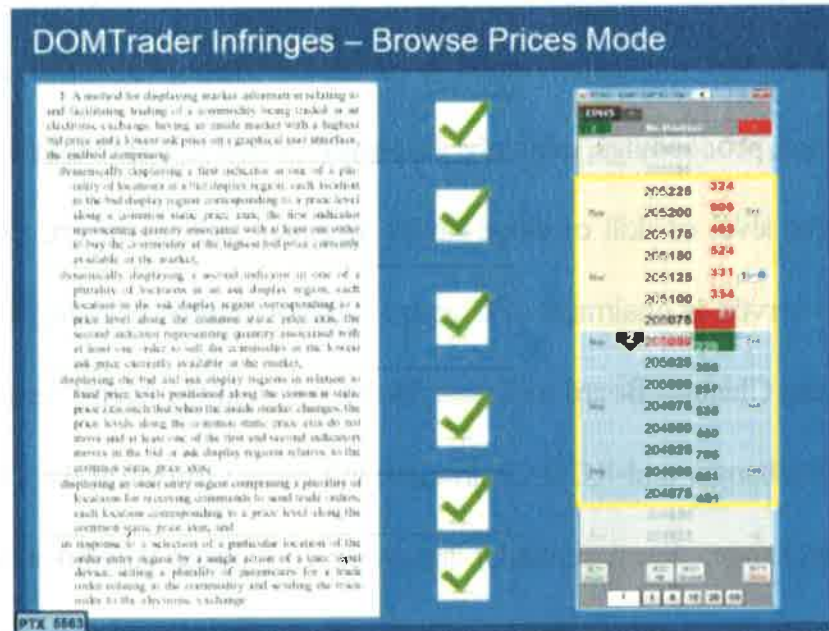 DOMTrader Infringes – Browse Prices Mode
1. A method for displaying market information relating to
and facilitating trading of a commodity being traded in an
electronic exchange having an inside market with a highest
bid price and a lowest ask price on a graphical user interface,
the method comprising:
dynamically displaying a first indicator in one of a plu-
rality of locations in a bid display region, each location
in the bid display region corresponding to a price level
along a common static price axis, the first indicator
representing quantity associated with at least one order
to buy the commodity at the highest bid price currently
available in the market;
dynamically displaying a second indicator in one of a
plurality of locations in an ask display region, each
location in the ask display region corresponding to a
price level along the common static price axis, the
second indicator representing quantity associated with
at least one order to sell the commodity at the lowest
ask price currently available in the market;
displaying the bid and ask display regions in relation to
fixed price levels positioned along the common static
price axis such that when the inside market changes, the
price levels along the common static price axis do not
move and at least one of the first and second indicators
moves in the bid or ask display regions relative to the
common static price axis;
displaying an order entry region comprising a plurality of
locations for receiving commands to send trade orders,
each location corresponding to a price level along the
common static price axis; and
in response to a selection of a particular location of the
order entry region by a single action of a user input
device, setting a plurality of parameters for a trade
order relating to the commodity and sending the trade
order to the electronic exchange.
No Position
205225 324
205200
205175
205150 524
205125 331
205100 354
205075
2
205025
204975
PTX 5563